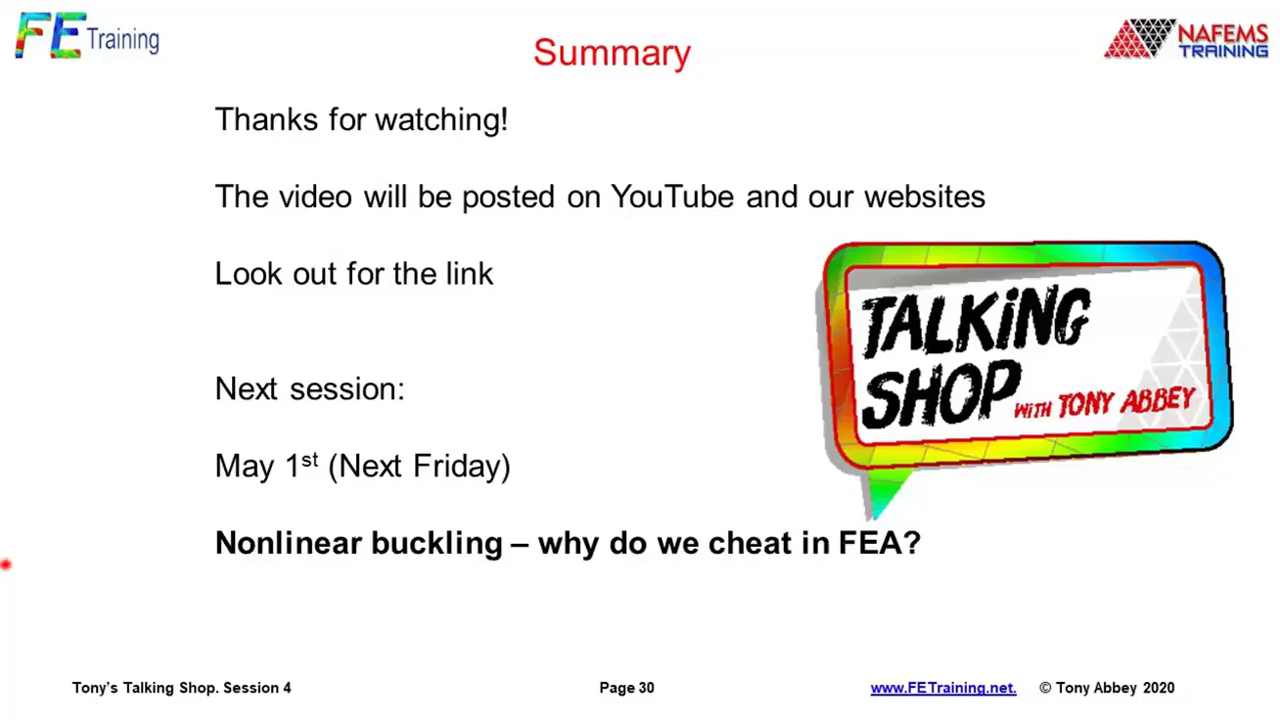 FE Training
Summary
NAFEMS
TRAINING
Thanks for watching!
The video will be posted on YouTube and our websites
Look out for the link
TALKiNG
SHOP WiTH TONY ABBEY
Next session:
May 1st (Next Friday)
Nonlinear buckling – why do we cheat in FEA?
Tony’s Talking Shop. Session 4
Page 30
www.FETraining.net.
© Tony Abbey 2020